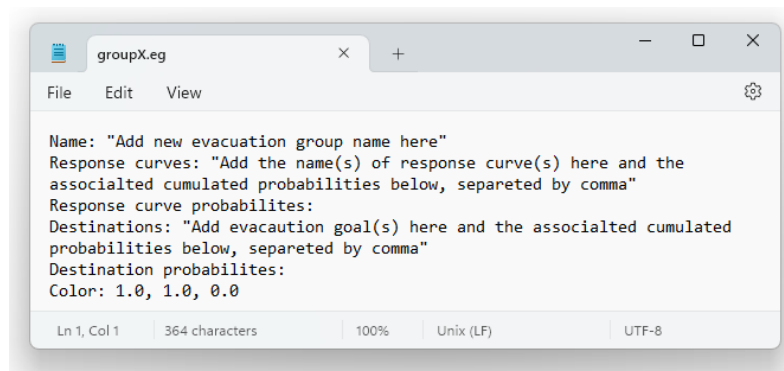 groupX.eg
File Edit View
Name: "Add new evacuation group name here"
Response curves: "Add the name(s) of response curve(s) here and the
associalted cumulated probabilities below, separeted by comma"
Response curve probabilites:
Destinations: "Add evacaution goal(s) here and the associalted cumulated
probabilities below, separeted by comma"
Destination probabilites:
Color: 1.0, 1.0, 0.0
Ln 1, Col 1 364 characters 100% Unix (LF) UTF-8